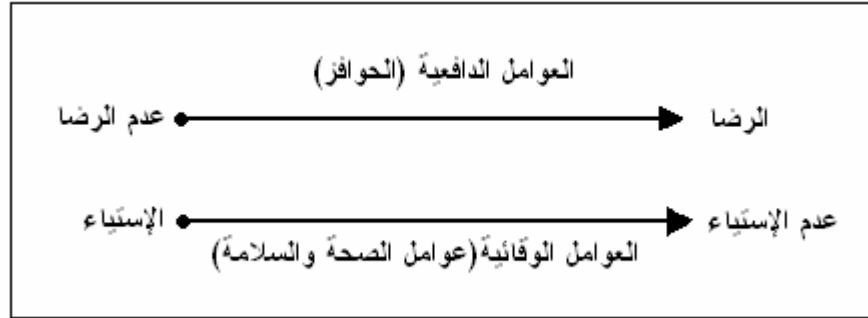 العوامل الدافعية (الحوافز)
الرضا
عدم الرضا
عدم الإستياء
الإستياء
العوامل الوقائية(عوامل الصحة والسلامة)